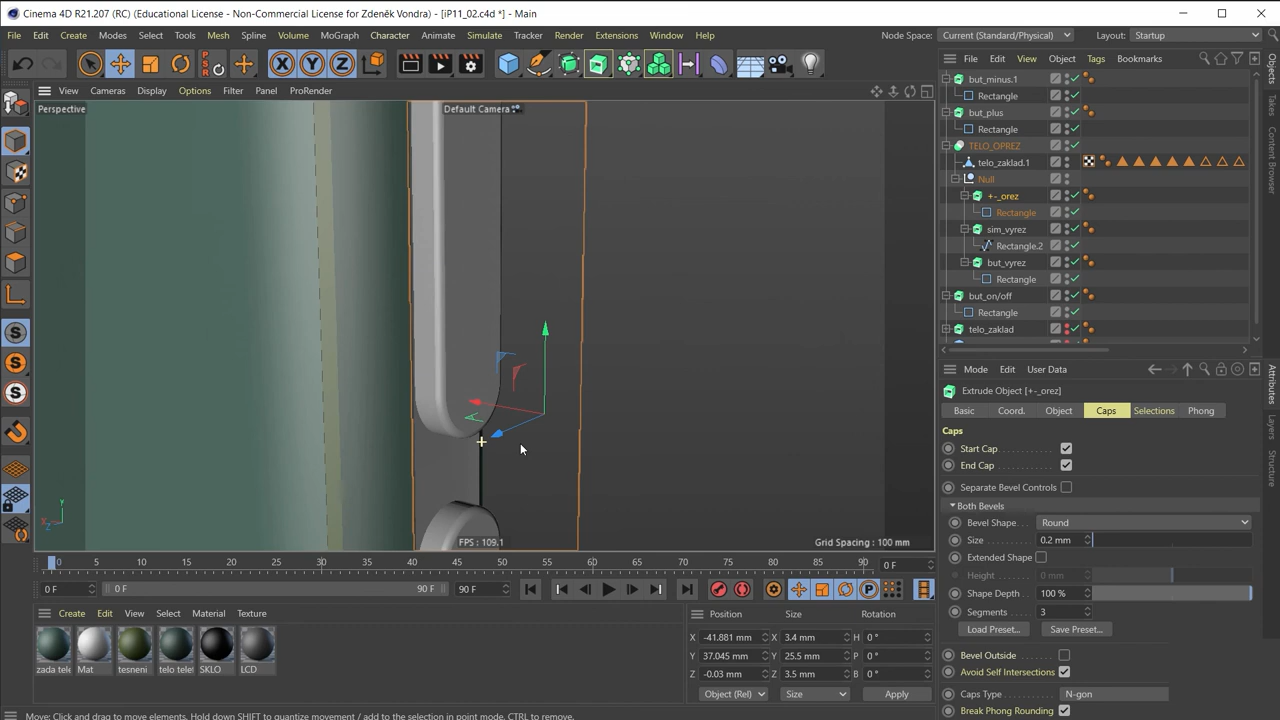 Cinema 4D R21.207 (RC) (Educational License - Non-Commercial License for Zdeněk Vondra) - [iP11_02.c4d *] - Main
File Edit Create Modes Select Tools Mesh Spline Volume MoGraph Character Animate Simulate Tracker Render Extensions Window Help Node Space: Current (Standard/Physical) Layout: Startup
X Y Z
PSR
File Edit View Object Tags Bookmarks
View Cameras Display Options Filter Panel ProRender
Perspective
Default Camera
but_minus.1
Rectangle
but_plus
Rectangle
TELO_OPREZ
telo_zaklad.1
Null
+-_orez
Rectangle
sim_vyrez
Rectangle.2
but_vyrez
Rectangle
but_on/off
Rectangle
telo_zaklad
Objects
Takes
Content Browser
Attributes
Layers
Structure
Mode Edit User Data
Extrude Object [+-_orez]
Basic Coord. Object Caps Selections Phong
Caps
Start Cap
End Cap
Separate Bevel Controls
Both Bevels
Bevel Shape... Round
Size 0.2 mm
Extended Shape
Height 0 mm
Shape Depth 100 %
Segments 3
Load Preset... Save Preset...
Bevel Outside
Avoid Self Intersections
Caps Type N-gon
Break Phong Rounding
Y
X
Z
FPS : 109.1
Grid Spacing : 100 mm
0 5 10 15 20 25 30 35 40 45 50 55 60 65 70 75 80 85 90 0 F
0 F 0 F 90 F 90 F
Create Edit View Select Material Texture
zada tele Mat tesneni telo telel SKLO LCD
Position Size Rotation
X -41.881 mm X 3.4 mm H 0 °
Y 37.045 mm Y 25.5 mm P 0 °
Z -0.03 mm Z 3.5 mm B 0 °
Object (Rel) Size Apply
Move: Click and drag to move elements. Hold down SHIFT to quantize movement / add to the selection in point mode, CTRL to remove.